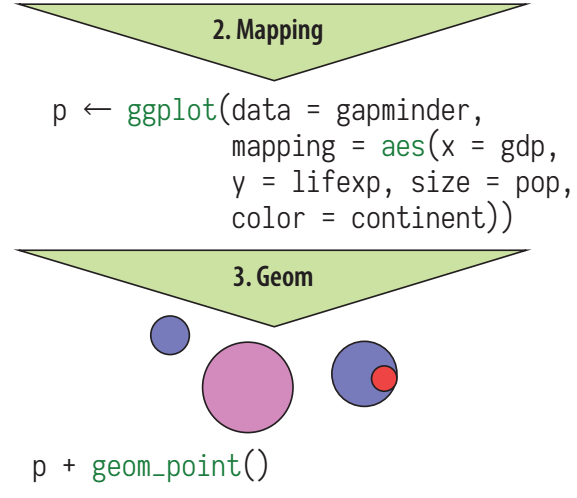 2. Mapping
p ← ggplot(data = gapminder,
mapping = aes(x = gdp,
y = lifexp, size = pop,
color = continent))
3. Geom
p + geom_point()